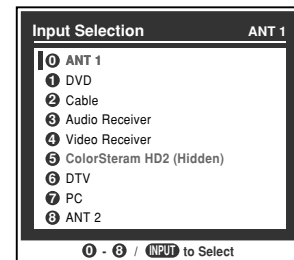 Input Selection ANT 1
0 ANT 1
1 DVD
2 Cable
3 Audio Receiver
4 Video Receiver
5 ColorSteram HD2 (Hidden)
6 DTV
7 PC
8 ANT 2
0 - 8 / INPUT to Select